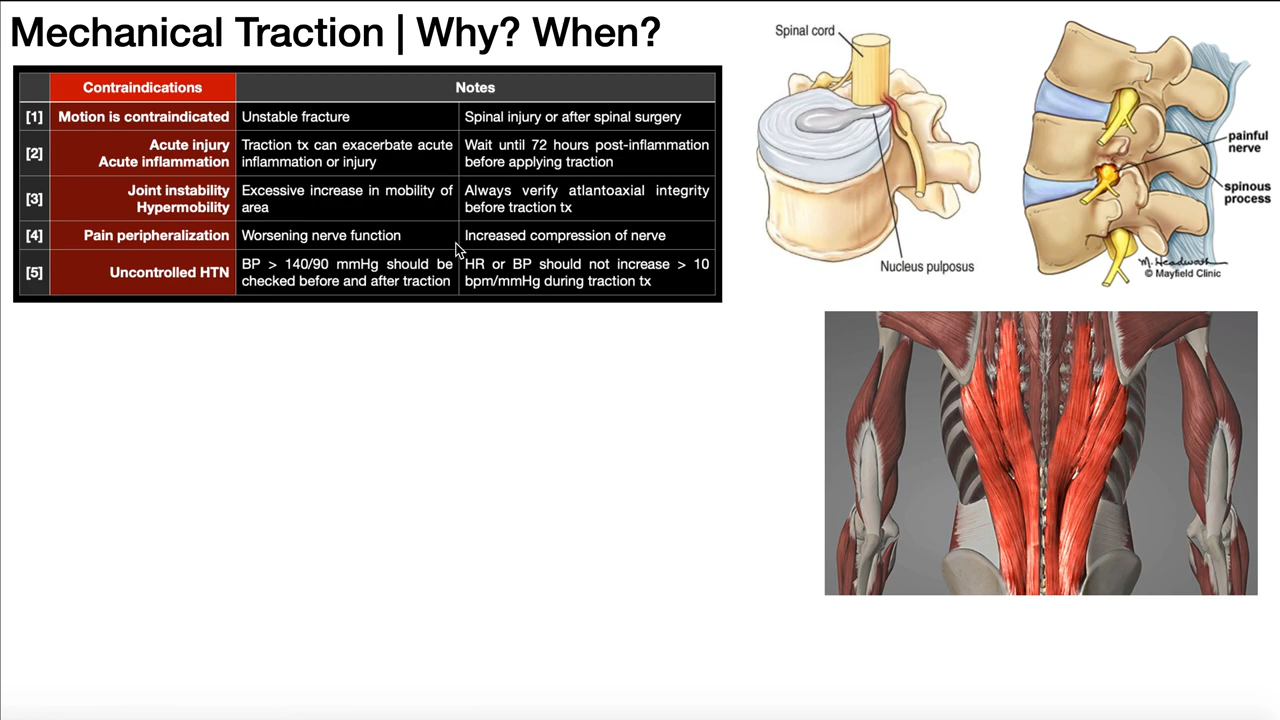 Mechanical Traction | Why? When?
Contraindications Notes
[1] Motion is contraindicated Unstable fracture Spinal injury or after spinal surgery
[2] Acute injury Traction tx can exacerbate acute Wait until 72 hours post-inflammation
Acute inflammation inflammation or injury before applying traction
[3] Joint instability Excessive increase in mobility of Always verify atlantoaxial integrity
Hypermobility area before traction tx
[4] Pain peripheralization Worsening nerve function Increased compression of nerve
[5] Uncontrolled HTN BP > 140/90 mmHg should be HR or BP should not increase > 10
checked before and after traction bpm/mmHg during traction tx
Spinal cord
Nucleus pulposus
painful
nerve
spinous
process
M. Headworth
© Mayfield Clinic